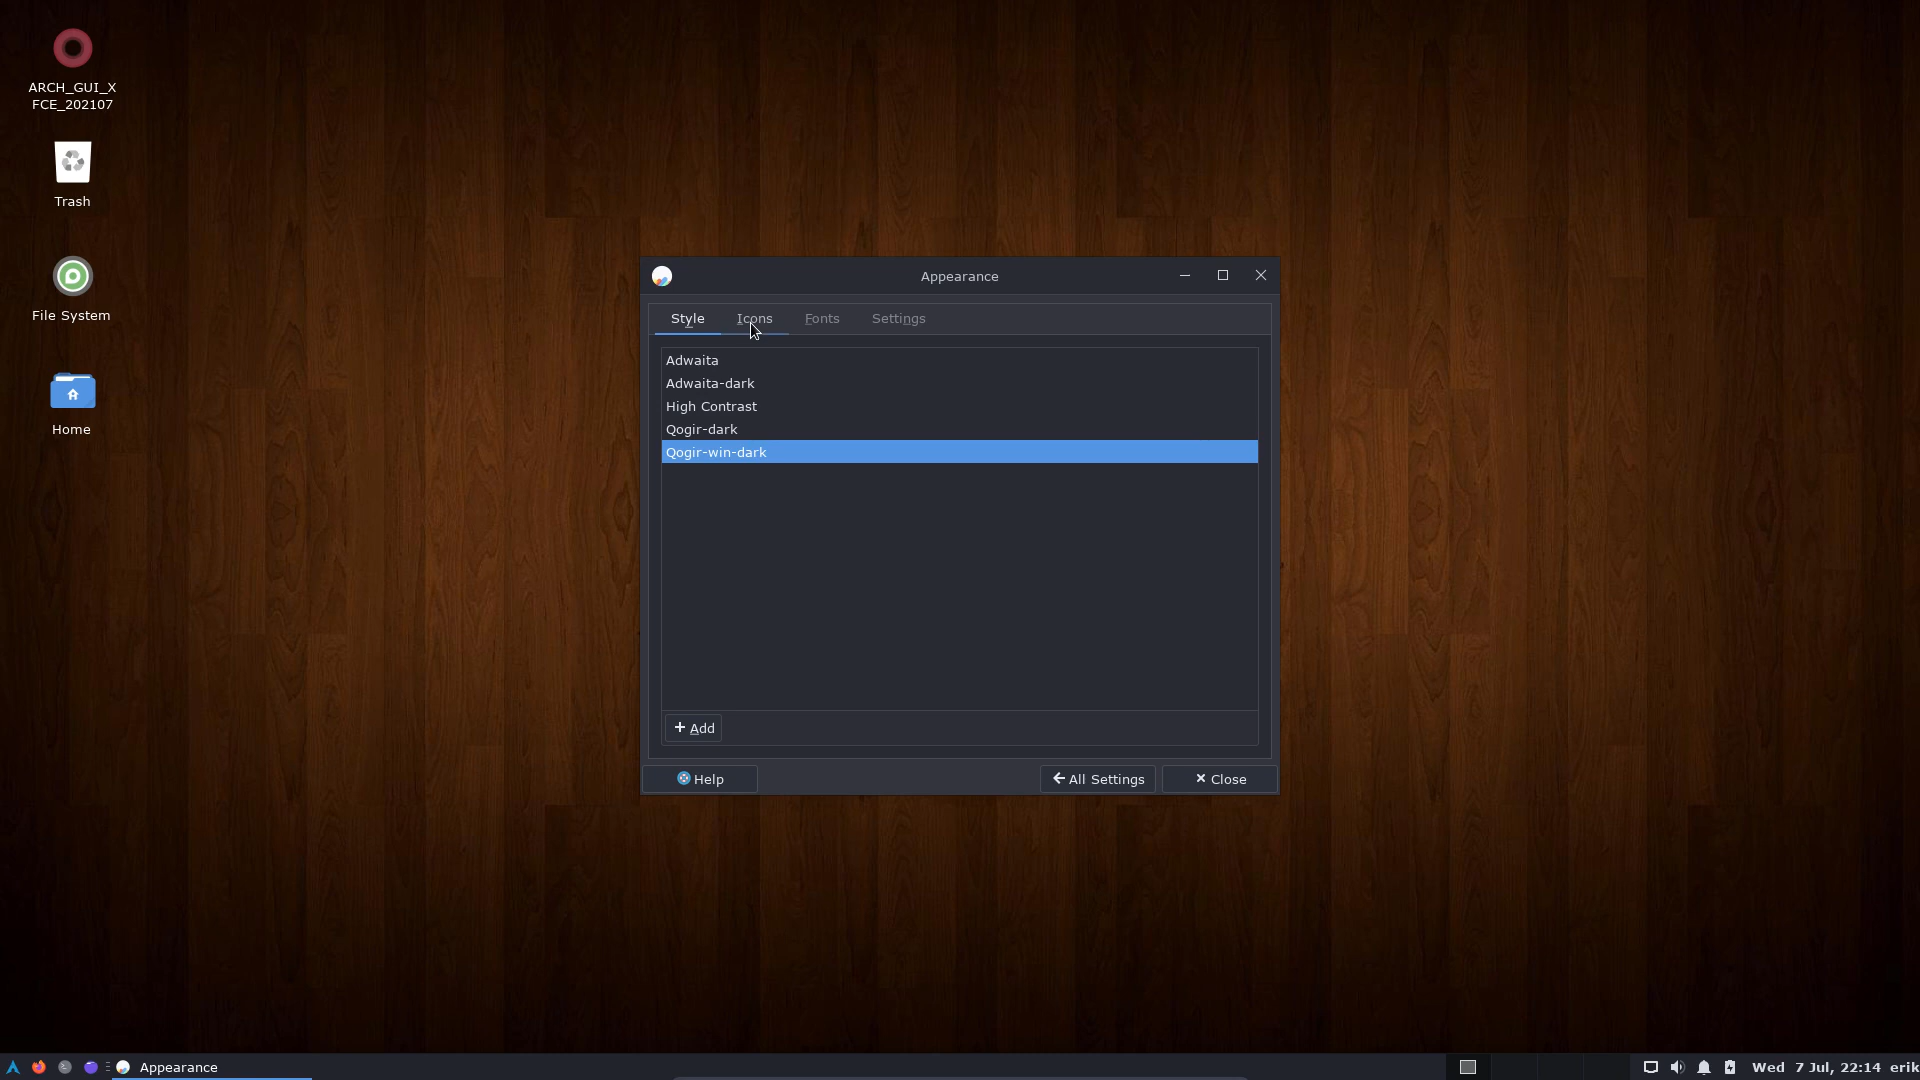 ARCH_GUI_X
FCE_202107
Trash
File System
Home
Appearance
Style Icons Fonts Settings
Adwaita
Adwaita-dark
High Contrast
Qogir-dark
Qogir-win-dark
Add
Help All Settings Close
Appearance Wed 7 Jul, 22:14 erik